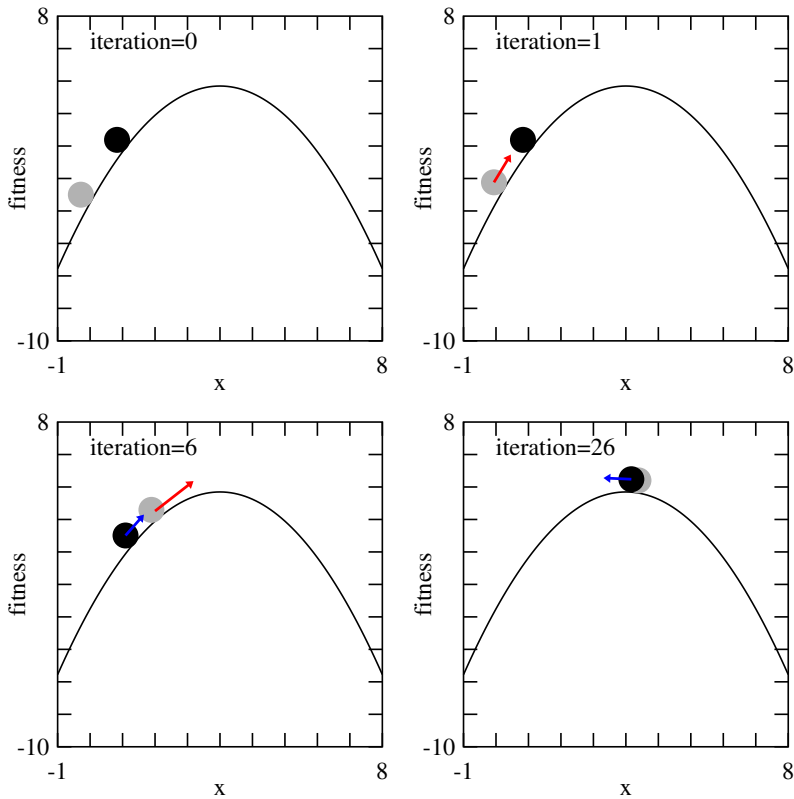 8
iteration=0
fitness
-10
-1
8
x
8
iteration=1
fitness
-10
-1
8
x
8
iteration=6
fitness
-10
-1
8
x
8
iteration=26
fitness
-10
-1
8
x